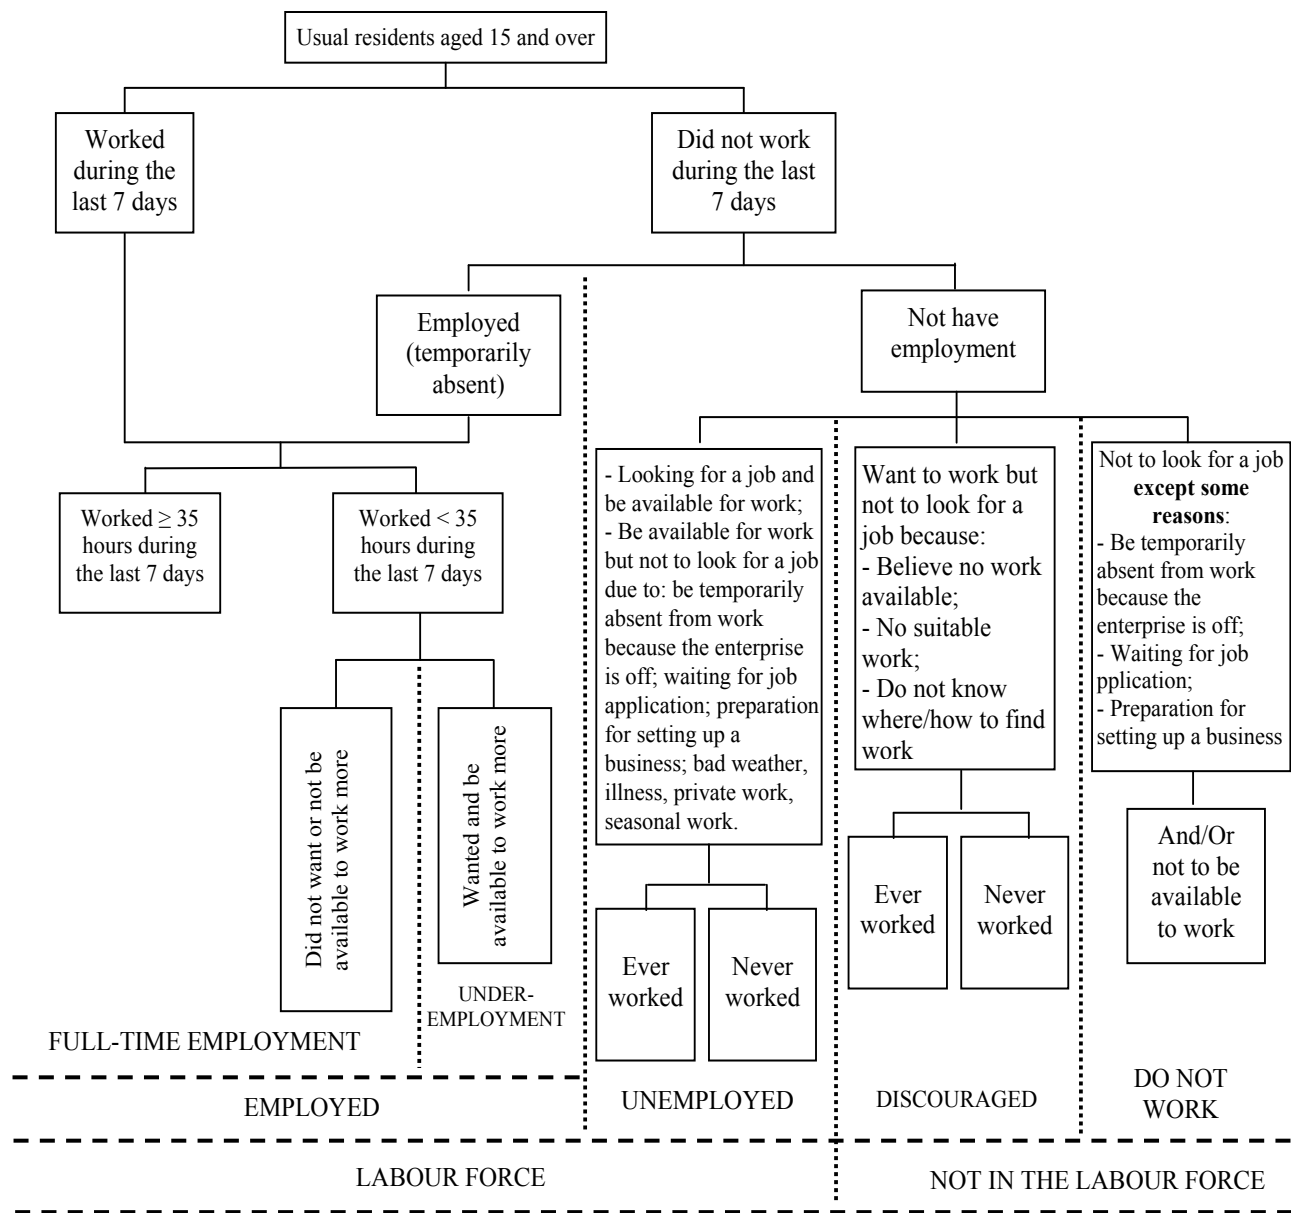 Usual residents aged 15 and over
Worked
during the
last 7 days
Did not work
during the last
7 days
Employed
(temporarily
absent)
Not have
employment
Worked ≥ 35
hours during
the last 7 days
Worked < 35
hours during
the last 7 days
- Looking for a job and
be available for work;
- Be available for work
but not to look for a job
due to: be temporarily
absent from work
because the enterprise
is off; waiting for job
application; preparation
for setting up a
business; bad weather,
illness, private work,
seasonal work.
Want to work but
not to look for a
job because:
- Believe no work
available;
- No suitable
work;
- Do not know
where/how to find
work
Not to look for a job
except some
reasons:
- Be temporarily
absent from work
because the
enterprise is off;
- Waiting for job
pplication;
- Preparation for
setting up a business
Did not want or not be
available to work more
Wanted and be
available to work more
Ever
worked
Never
worked
Ever
worked
Never
worked
And/Or
not to be
available
to work
FULL-TIME EMPLOYMENT
UNDER-
EMPLOYMENT
EMPLOYED
UNEMPLOYED
DISCOURAGED
DO NOT
WORK
LABOUR FORCE
NOT IN THE LABOUR FORCE